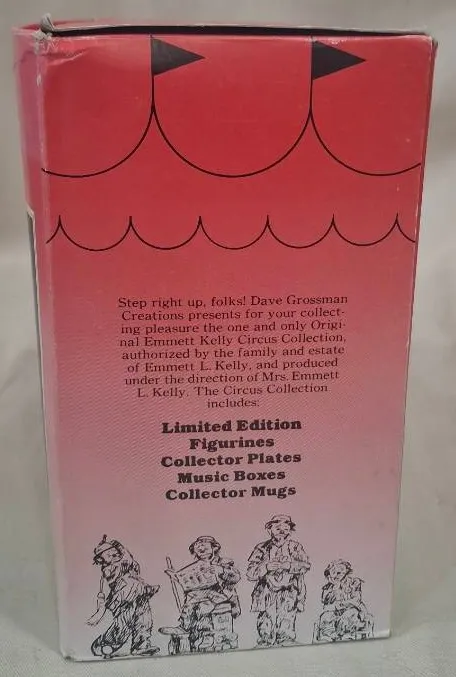 Step right up, folks! Dave Grossman
Creations presents for your collect-
ing pleasure the one and only Origi-
nal Emmett Kelly Circus Collection,
authorized by the family and estate
of Emmett L. Kelly, and produced
under the direction of Mrs. Emmett
L. Kelly. The Circus Collection
includes:
Limited Edition
Figurines
Collector Plates
Music Boxes
Collector Mugs